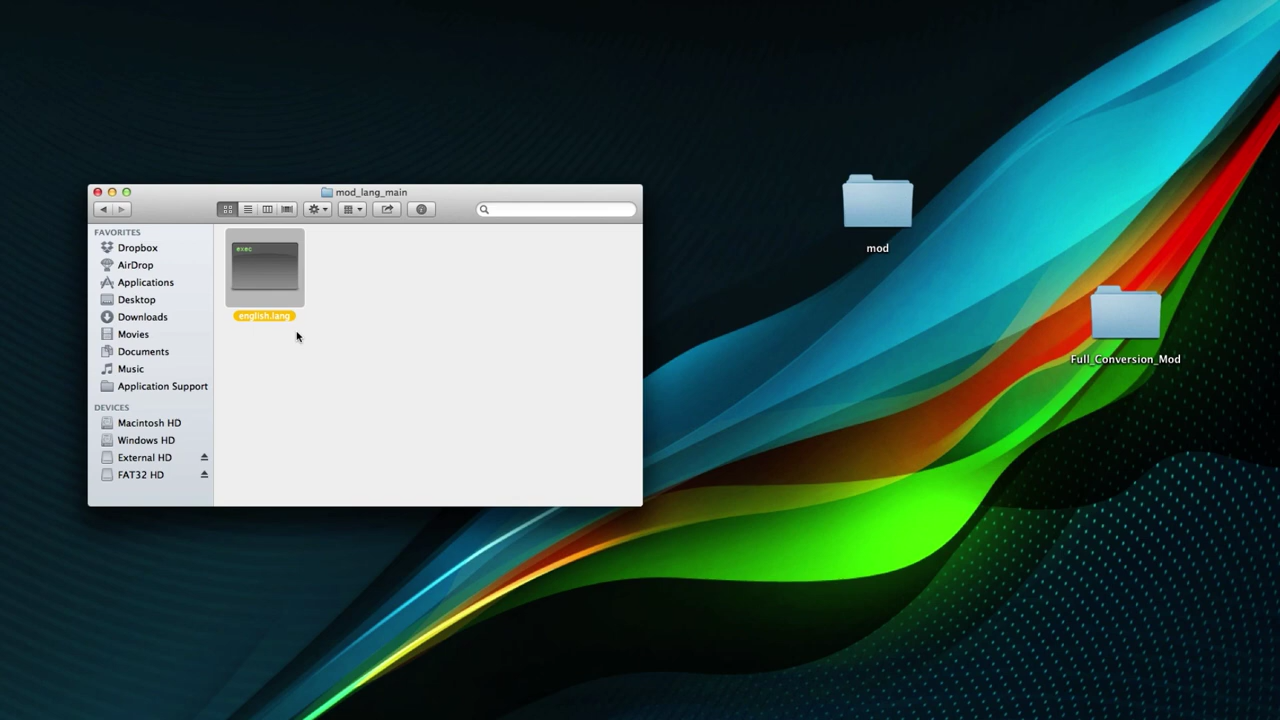 mod_lang_main
FAVORITES
Dropbox
AirDrop
Applications
Desktop
Downloads
Movies
Documents
Music
Application Support
DEVICES
Macintosh HD
Windows HD
External HD
FAT32 HD
english.lang
mod
Full_Conversion_Mod